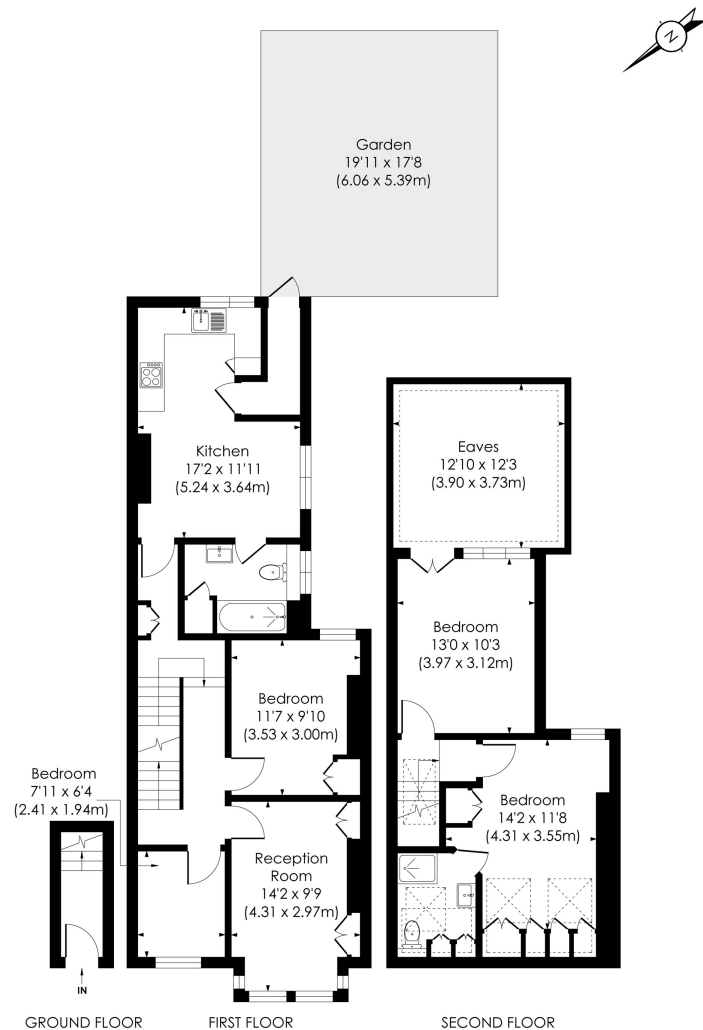 N
Garden
19'11 x 17'8
(6.06 x 5.39m)
Kitchen
17'2 x 11'11
(5.24 x 3.64m)
Eaves
12'10 x 12'3
(3.90 x 3.73m)
Bedroom
13'0 x 10'3
(3.97 x 3.12m)
Bedroom
11'7 x 9'10
(3.53 x 3.00m)
Bedroom
7'11 x 6'4
(2.41 x 1.94m)
Bedroom
14'2 x 11'8
(4.31 x 3.55m)
Reception
Room
14'2 x 9'9
(4.31 x 2.97m)
IN
GROUND FLOOR
FIRST FLOOR
SECOND FLOOR